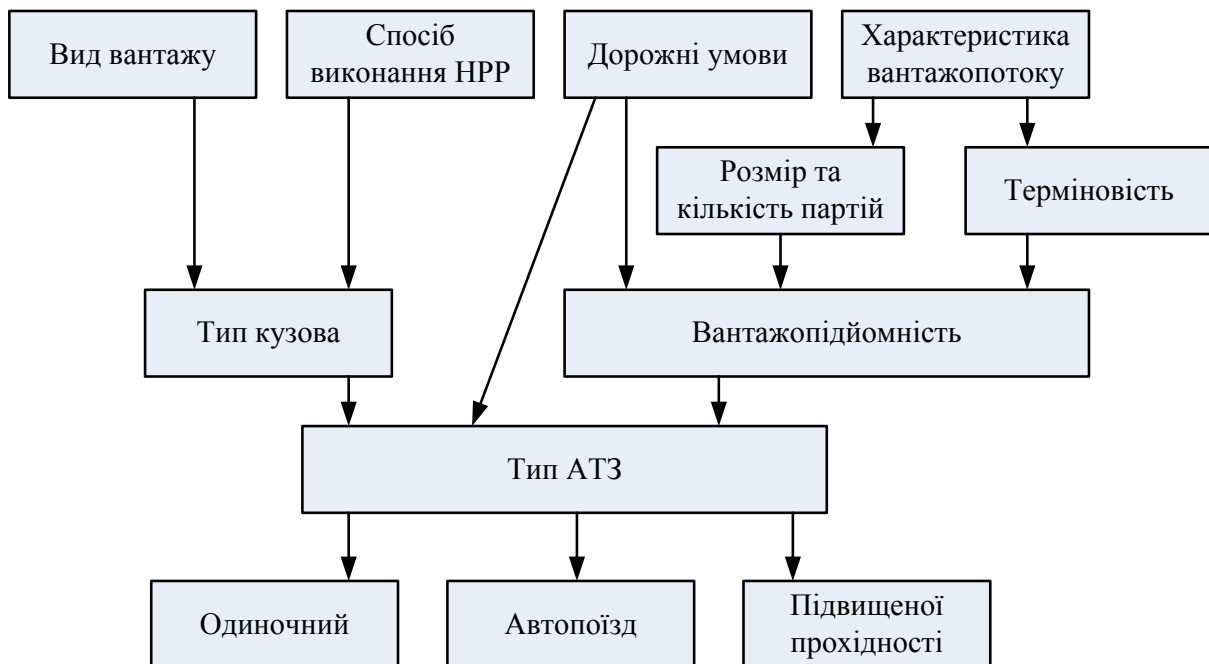 Вид вантажу
Спосіб
виконання НРР
Дорожні умови
Характеристика
вантажопотоку
Розмір та
кількість партій
Терміновість
Тип кузова
Вантажопідйомність
Тип АТЗ
Одиночний
Автопоїзд
Підвищеної
прохідності